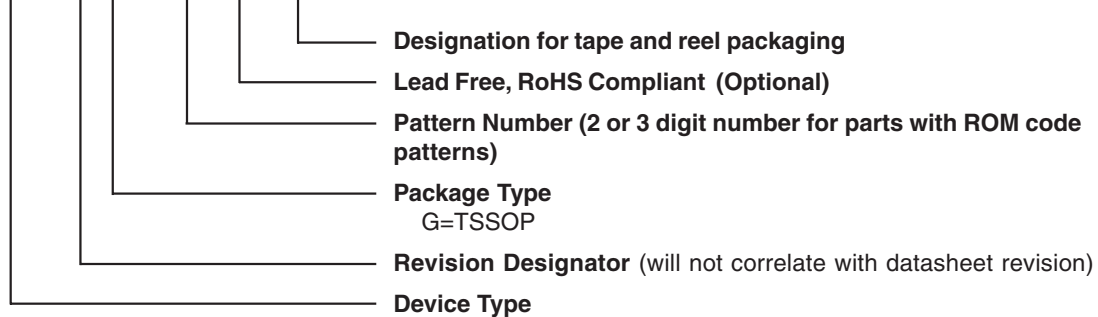 Designation for tape and reel packaging
Lead Free, RoHS Compliant (Optional)
Pattern Number (2 or 3 digit number for parts with ROM code
patterns)
Package Type
G=TSSOP
Revision Designator (will not correlate with datasheet revision)
Device Type